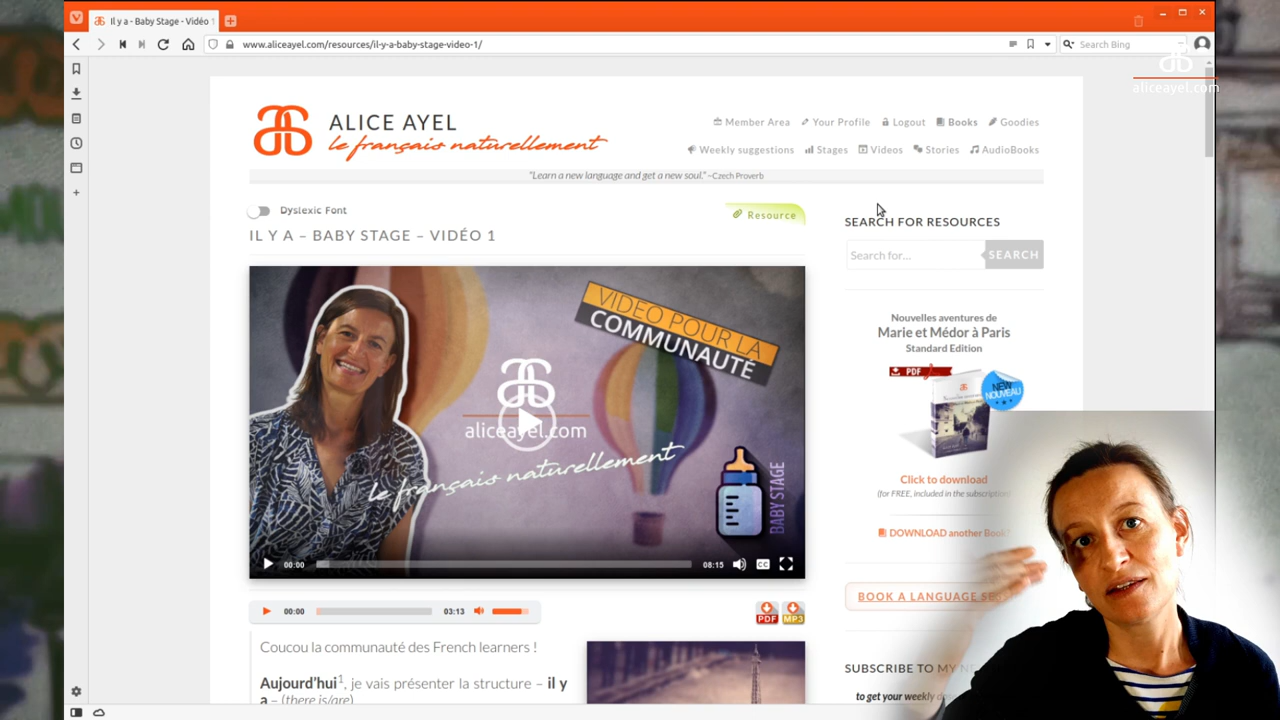 Il y a - Baby Stage - Vidéo 1
www.aliceayel.com/resources/il-y-a-baby-stage-video-1/
Search Bing
aliceayel.com
ALICE AYEL
le français naturellement
Member Area
Your Profile
Logout
Books
Goodies
Weekly suggestions
Stages
Videos
Stories
AudioBooks
"Learn a new language and get a new soul." –Czech Proverb
Dyslexic Font
Resource
IL Y A – BABY STAGE – VIDÉO 1
VIDÉO POUR LA
COMMUNAUTÉ
aliceayel.com
le français naturellement
BABY STAGE
00:00
08:15
CC
00:00
03:13
PDF
MP3
Coucou la communauté des French learners !
Aujourd'hui1, je vais présenter la structure – il y
a – (there is/are)
SEARCH FOR RESOURCES
Search for...
SEARCH
Nouvelles aventures de
Marie et Médor à Paris
Standard Edition
PDF
NEW
NOUVEAU
Click to download
(for FREE, included in the subscription)
DOWNLOAD another Book
BOOK A LANGUAGE
SUBSCRIBE TO MY
to get your weekly